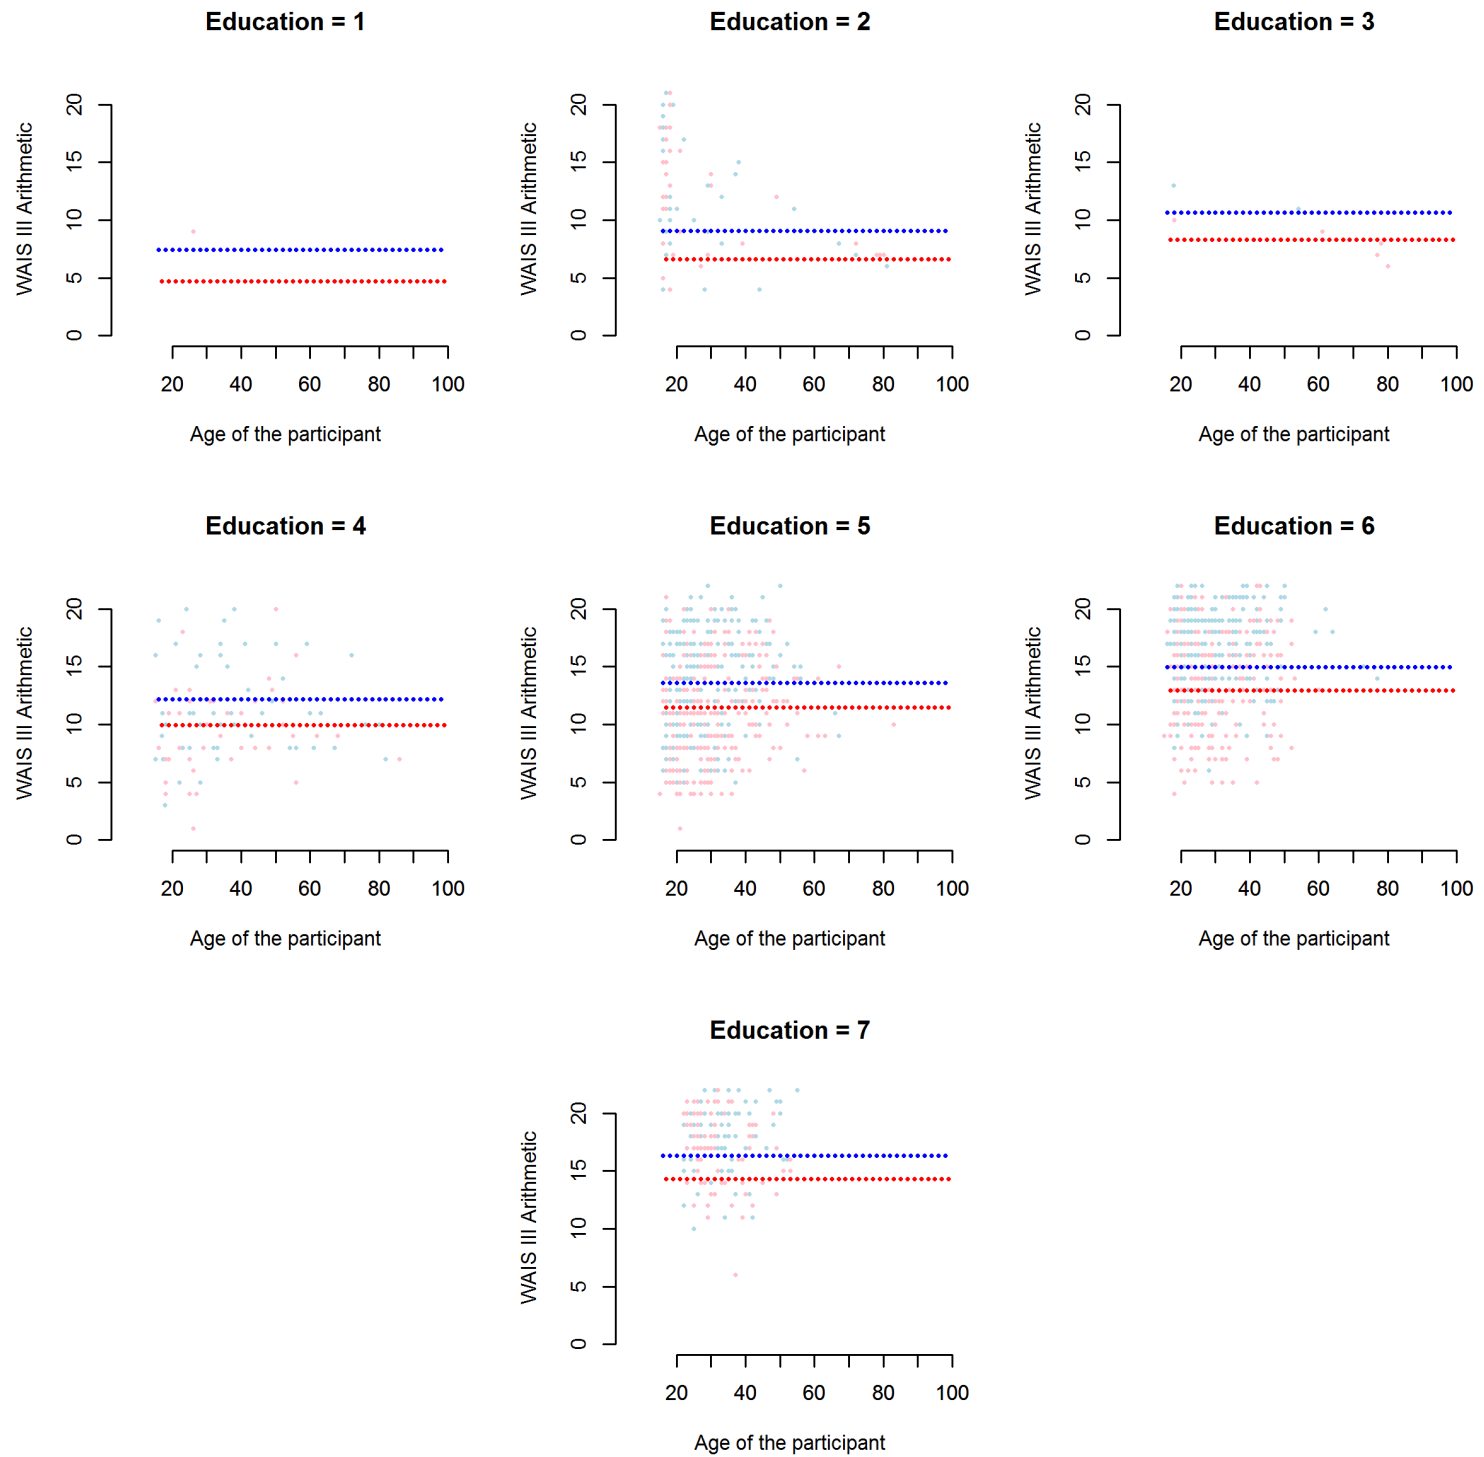 Education = 1
Education = 2
Education = 3
WAIS III Arithmetic
0 5 10 15 20
20 40 60 80 100
Age of the participant
WAIS III Arithmetic
0 5 10 15 20
20 40 60 80 100
Age of the participant
WAIS III Arithmetic
0 5 10 15 20
20 40 60 80 100
Age of the participant
Education = 4
Education = 5
Education = 6
WAIS III Arithmetic
0 5 10 15 20
20 40 60 80 100
Age of the participant
WAIS III Arithmetic
0 5 10 15 20
20 40 60 80 100
Age of the participant
WAIS III Arithmetic
0 5 10 15 20
20 40 60 80 100
Age of the participant
Education = 7
WAIS III Arithmetic
0 5 10 15 20
20 40 60 80 100
Age of the participant